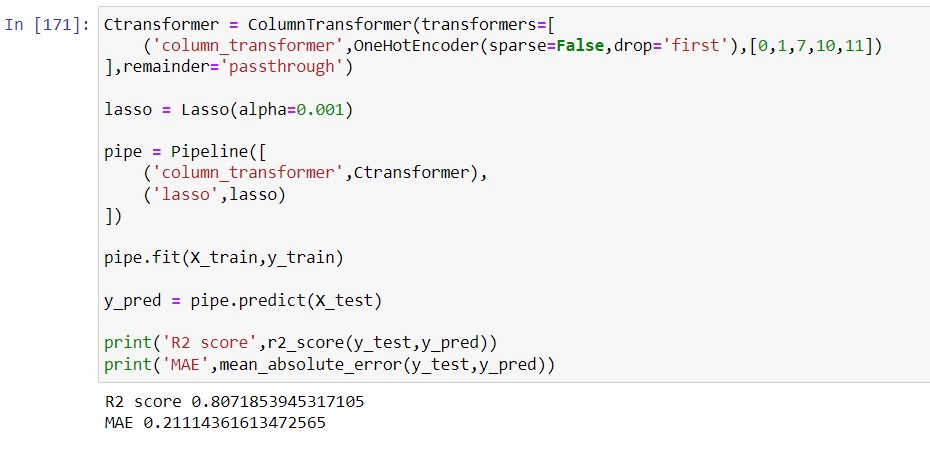 In [171]: Ctransformer = ColumnTransformer(transformers=[
    ('column_transformer',OneHotEncoder(sparse=False,drop='first'),[0,1,7,10,11])
],remainder='passthrough')

lasso = Lasso(alpha=0.001)

pipe = Pipeline([
    ('column_transformer',Ctransformer),
    ('lasso',lasso)
])

pipe.fit(X_train,y_train)

y_pred = pipe.predict(X_test)

print('R2 score',r2_score(y_test,y_pred))
print('MAE',mean_absolute_error(y_test,y_pred))
R2 score 0.8071853945317105
MAE 0.21114361613472565